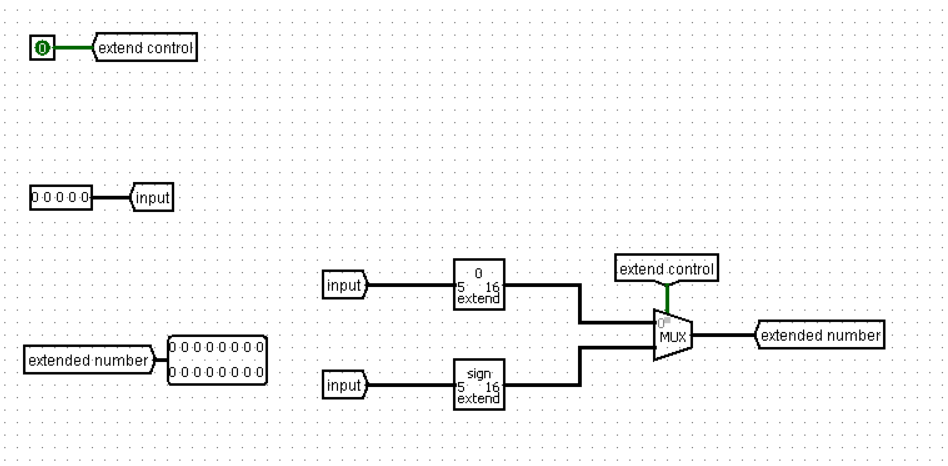 0 extend control
0 0 0 0 0 input
input
0
5 16
extend
extend control
0
MUX
extended number
extended number
0 0 0 0 0 0 0 0
0 0 0 0 0 0 0 0
input
sign
5 16
extend